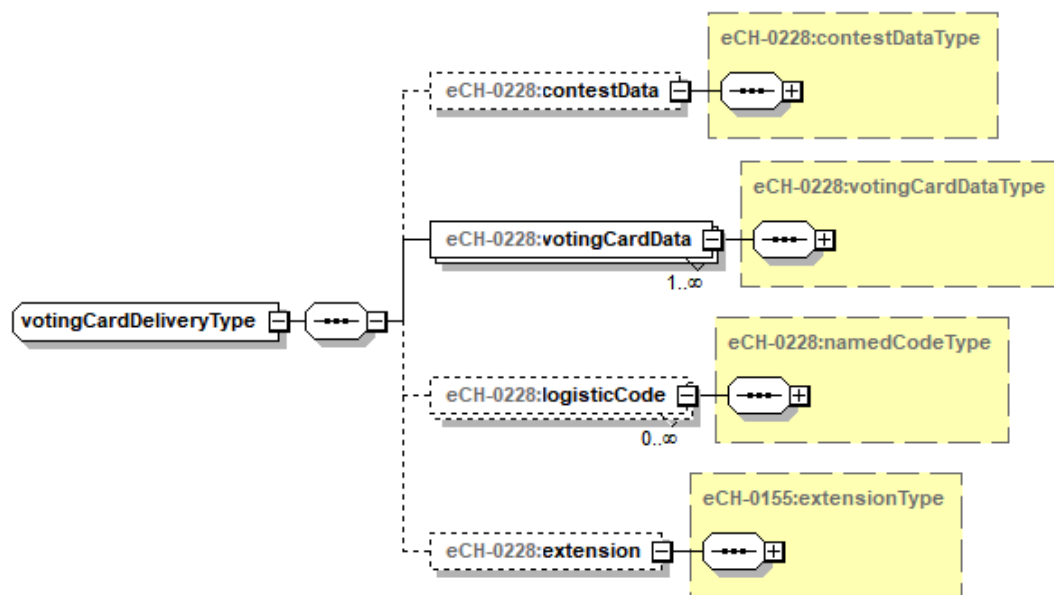 eCH-0228:contestDataType
eCH-0228:contestData
eCH-0228:votingCardDataType
eCH-0228:votingCardData
1..∞
votingCardDeliveryType
eCH-0228:namedCodeType
eCH-0228:logisticCode
0..∞
eCH-0155:extensionType
eCH-0228:extension